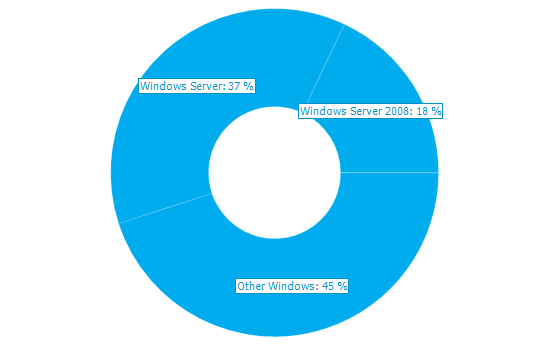 Windows Server: 37 %
Windows Server 2008: 18 %
Other Windows: 45 %